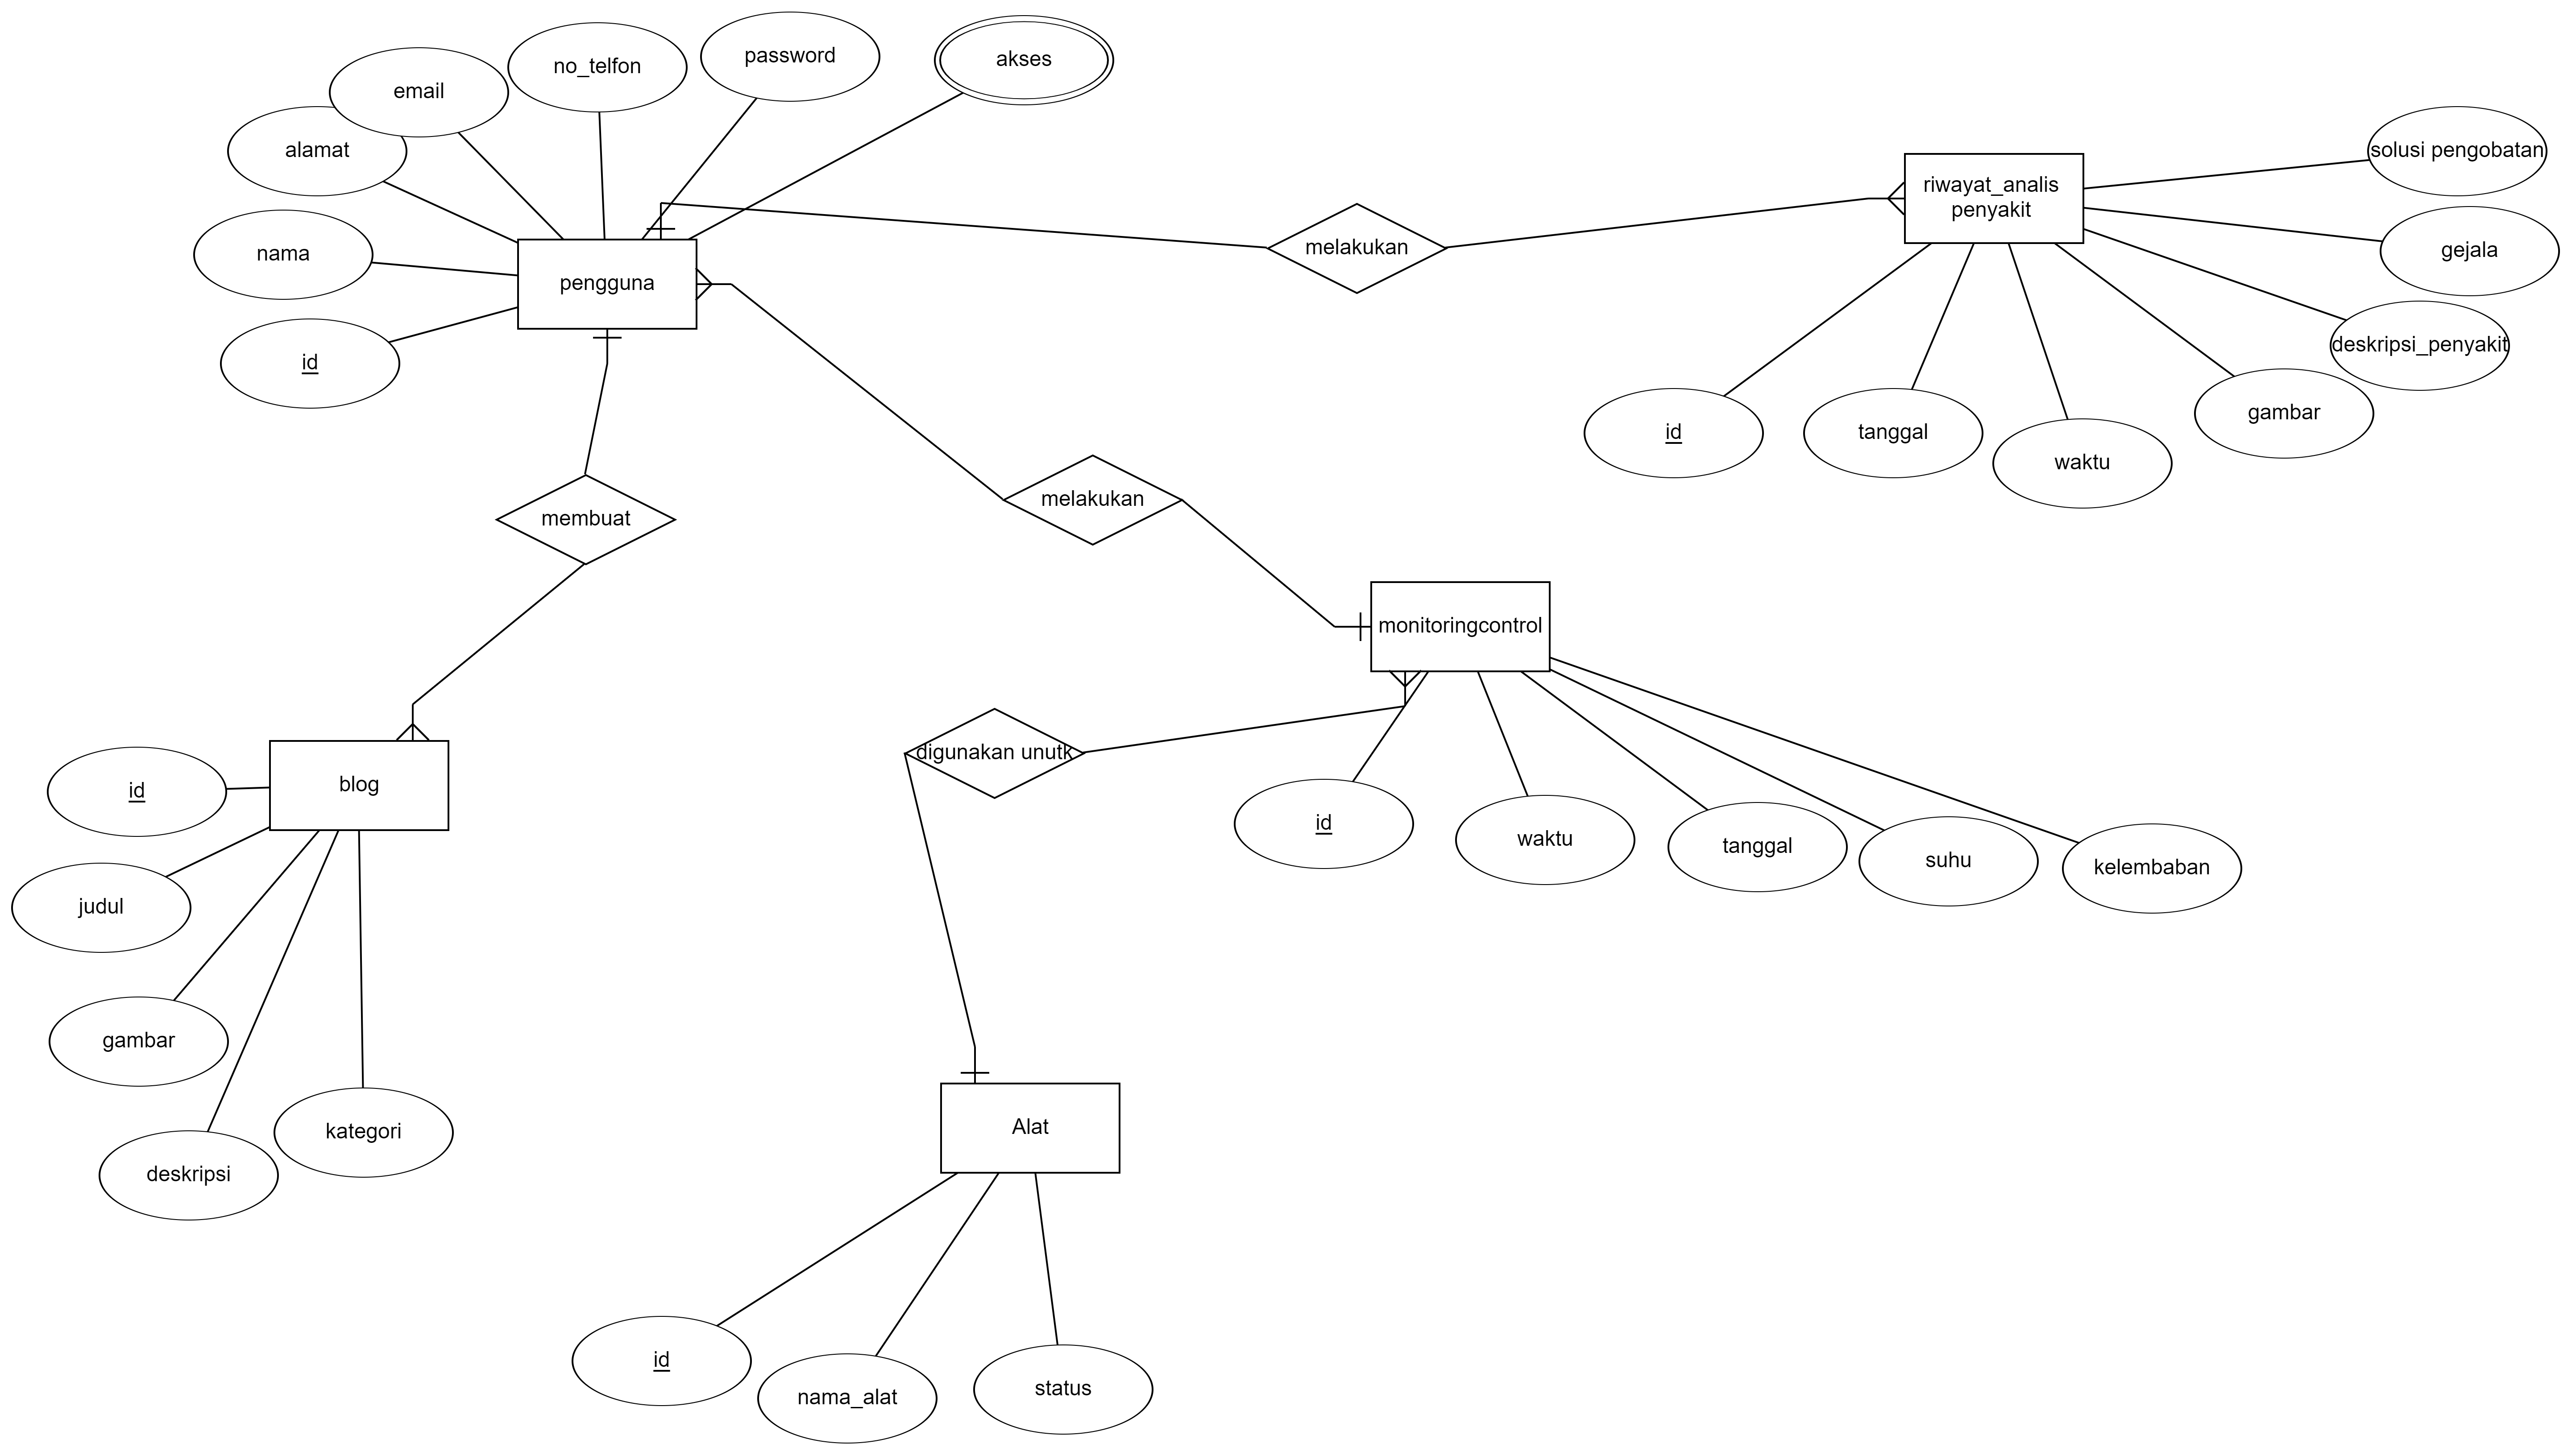 password
akses
no_telfon
email
alamat
solusi pengobatan
riwayat_analis
penyakit
melakukan
gejala
nama
pengguna
deskripsi_penyakit
id
gambar
id
tanggal
waktu
melakukan
membuat
monitoringcontrol
digunakan unutk
blog
id
id
waktu
tanggal
suhu
kelembaban
judul
gambar
Alat
kategori
deskripsi
id
status
nama_alat